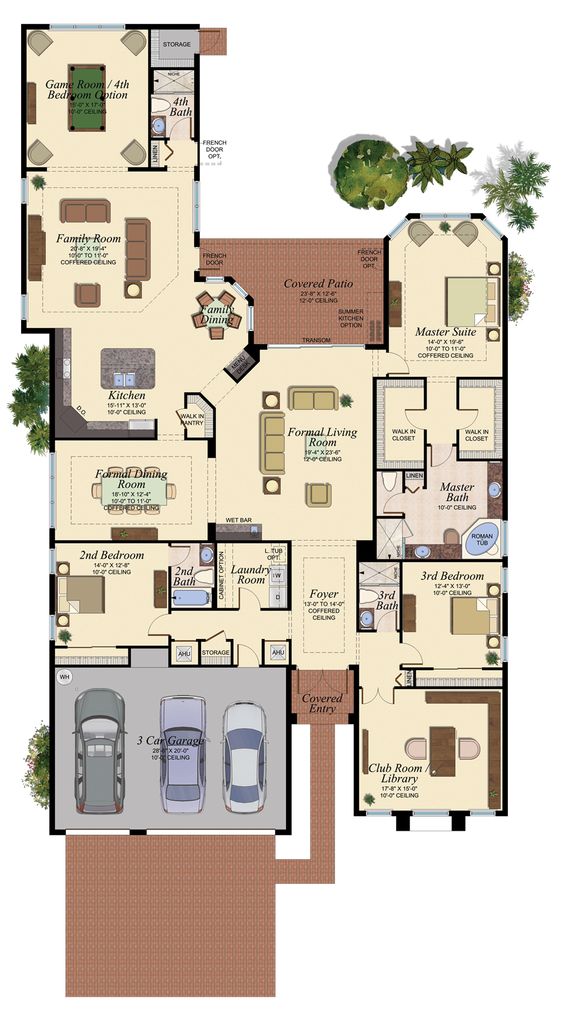 STORAGE
NICHE
4th
Bath
Game Room / 4th
Bedroom Option
15'-0" X 17'-0"
10'-0" CEILING
LINEN
FRENCH
DOOR
OPT.
Family Room
20'-8" X 19'-4"
10'-0" TO 11'-0"
COFFERED CEILING
FRENCH
DOOR
FRENCH
DOOR
OPT.
Covered Patio
23'-8" X 12'-6"
12'-0" CEILING
SUMMER
KITCHEN
OPTION
TRANSOM
Family
Dining
Master Suite
14'-0" X 19'-6"
10'-0" TO 11'-0"
COFFERED CEILING
MENU
DESK
Kitchen
15'-11" X 13'-0"
10'-0" CEILING
D.O.
WALK IN
PANTRY
WALK IN
CLOSET
WALK IN
CLOSET
Formal Living
Room
19'-4" X 23'-6"
12'-0" CEILING
Formal Dining
Room
18'-10" X 12'-4"
10'-0" TO 11'-0"
COFFERED CEILING
LINEN
Master
Bath
10'-0" CEILING
ROMAN
TUB
NICHE
WET BAR
2nd Bedroom
14'-0" X 12'-8"
10'-0" CEILING
2nd
Bath
CABINET OPTION
L. TUB
OPT.
Laundry
Room
W
D
Foyer
13'-0" TO 14'-0"
COFFERED
CEILING
NICHE
3rd
Bath
3rd Bedroom
12'-4" X 13'-0"
10'-0" CEILING
AHU
STORAGE
AHU
LINEN
WH
Covered
Entry
3 Car Garage
28'-8" X 20'-0"
10'-0" CEILING
Club Room /
Library
17'-8" X 15'-0"
10'-0" CEILING